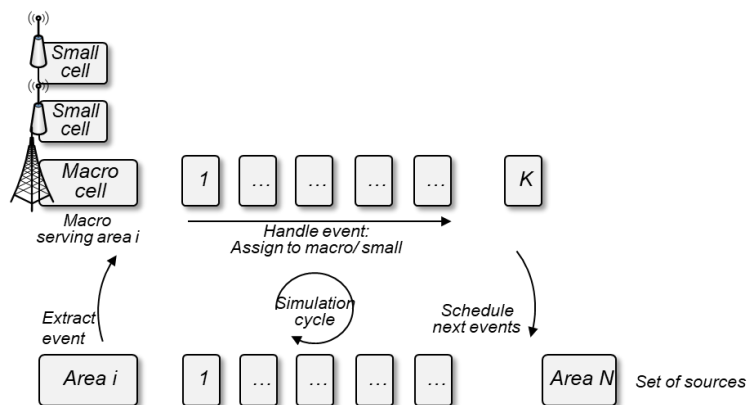 Small
cell
Small
cell
Macro
cell
1
...
...
...
...
K
Macro
serving area i
Handle event:
Assign to macro/ small
Extract
event
Simulation
cycle
Schedule
next events
Area i
1
...
...
...
...
Area N
Set of sources